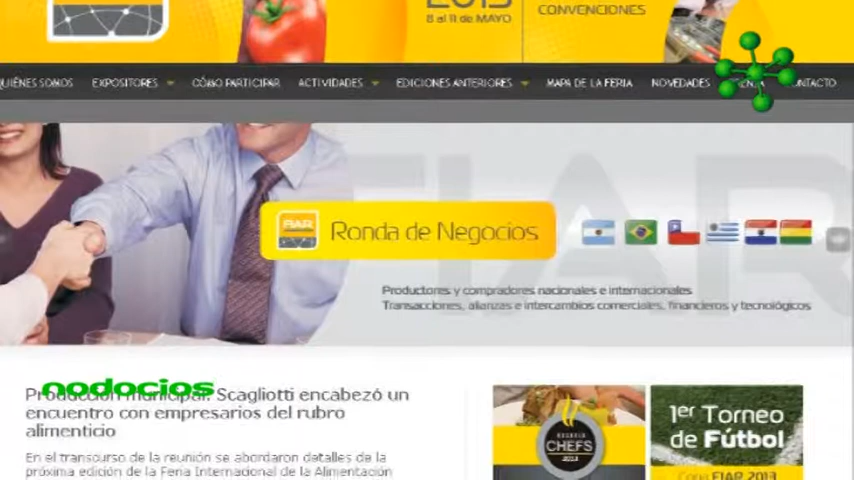 2013
8 al 11 de MAYO
CONVENCIONES
QUIÉNES SOMOS EXPOSITORES CÓMO PARTICIPAR ACTIVIDADES EDICIONES ANTERIORES MAPA DE LA FERIA NOVEDADES
FIAR
FIAR
Ronda de Negocios
Productores y compradores nacionales e internacionales
Transacciones, alianzas e intercambios comerciales, financieros y tecnológicos
nodocios
Producción municipal: Scagliotti encabezó un
encuentro con empresarios del rubro
alimenticio
En el transcurso de la reunión se abordaron detalles de la
próxima edición de la Feria Internacional de la Alimentación
CHEFS
2013
1er Torneo
de Fútbol
Copa FIAR 2013